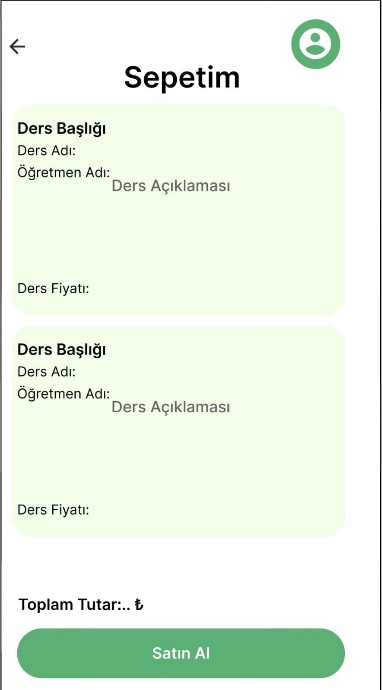 Sepetim
Ders Başlığı
Ders Adı:
Öğretmen Adı:
Ders Açıklaması
Ders Fiyatı:
Ders Başlığı
Ders Adı:
Öğretmen Adı:
Ders Açıklaması
Ders Fiyatı:
Toplam Tutar:.. ₺
Satın Al